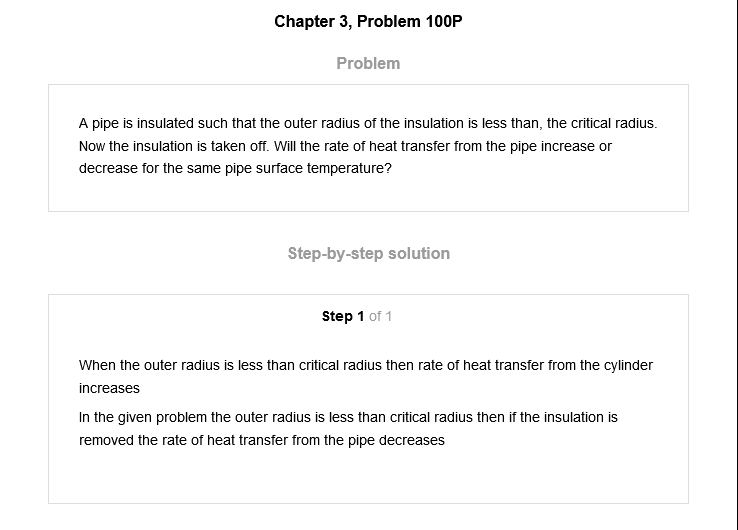 Chapter 3, Problem 100P
Problem
A pipe is insulated such that the outer radius of the insulation is less than, the critical radius.
Now the insulation is taken off. Will the rate of heat transfer from the pipe increase or
decrease for the same pipe surface temperature?
Step-by-step solution
Step 1 of 1
When the outer radius is less than critical radius then rate of heat transfer from the cylinder
increases
In the given problem the outer radius is less than critical radius then if the insulation is
removed the rate of heat transfer from the pipe decreases